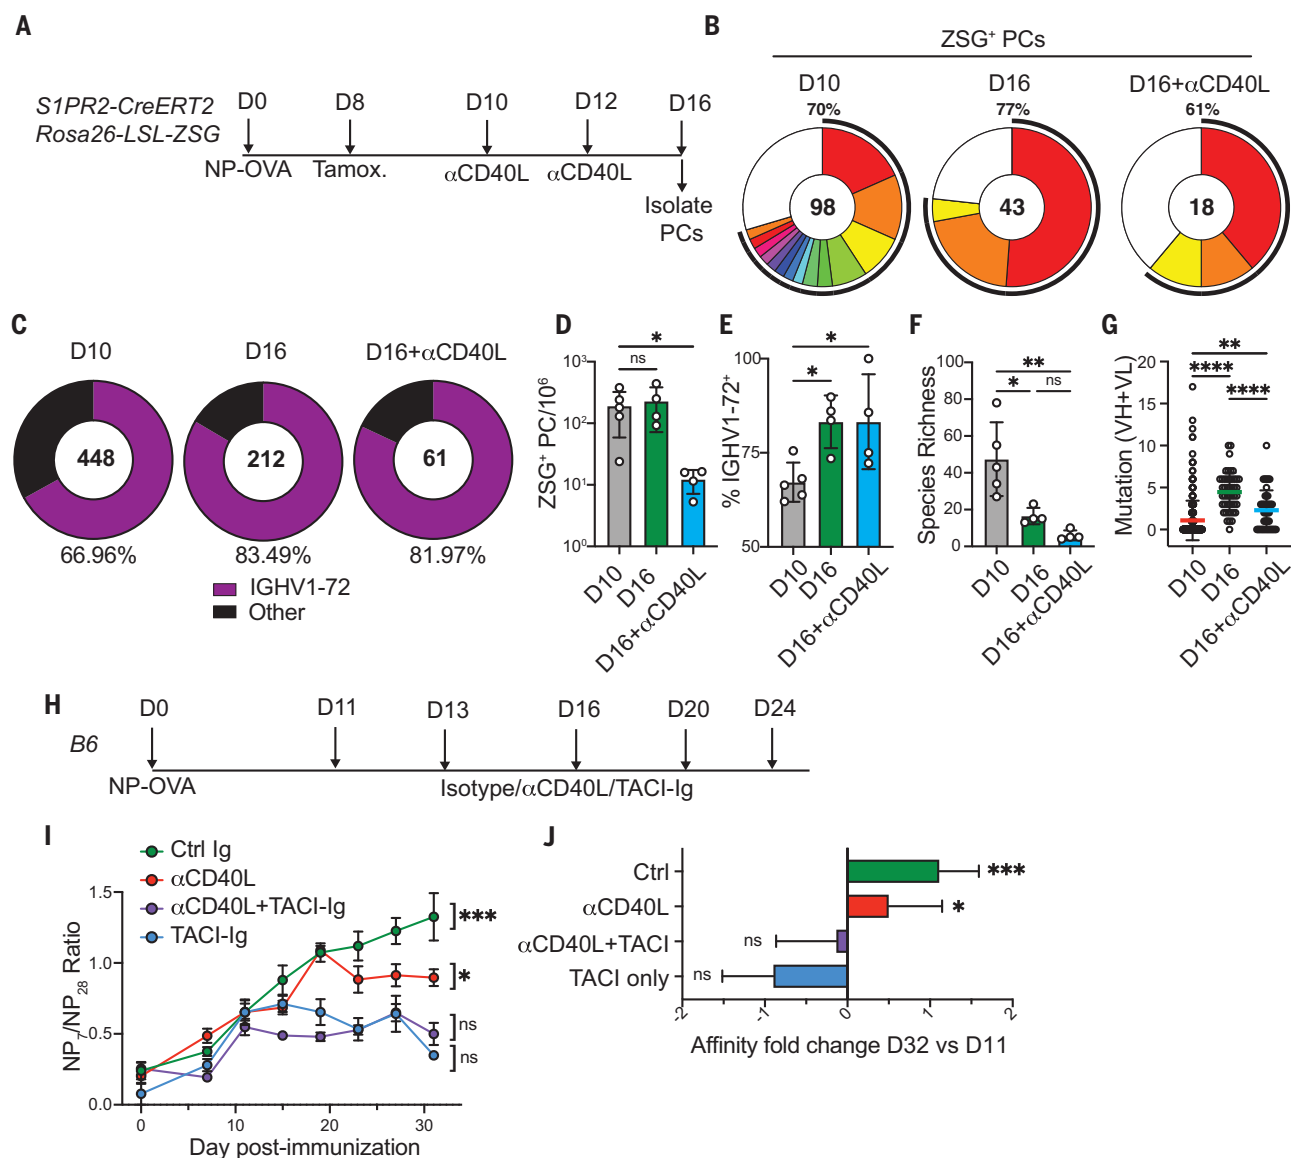 A
S1PR2-CreERT2
Rosa26-LSL-ZSG
D0 D8 D10 D12 D16
NP-OVA Tamox. αCD40L αCD40L
Isolate
PCs
B
ZSG+ PCs
D10 D16 D16+αCD40L
70% 77% 61%
98 43 18
C
D10 D16 D16+αCD40L
448 212 61
66.96% 83.49% 81.97%
IGHV1-72
Other
D
ZSG+ PC/10⁶
10³
10²
10¹
10⁰
*
ns
D10 D16 D16+αCD40L
E
% IGHV1-72+
100
75
50
*
*
D10 D16 D16+αCD40L
F
Species Richness
100
80
60
40
20
0
**
* ns
D10 D16 D16+αCD40L
G
Mutation (VH+VL)
20
15
10
5
0
**
****
****
D10 D16 D16+αCD40L
H
B6
D0 D11 D13 D16 D20 D24
NP-OVA Isotype/αCD40L/TACI-Ig
I
Ctrl Ig
αCD40L
αCD40L+TACI-Ig
TACI-Ig
NP7/NP28 Ratio
1.5
1.0
0.5
0.0
***
*
ns
ns
0 10 20 30
Day post-immunization
J
Ctrl ***
αCD40L *
αCD40L+TACI ns
TACI only ns
-2 -1 0 1 2
Affinity fold change D32 vs D11